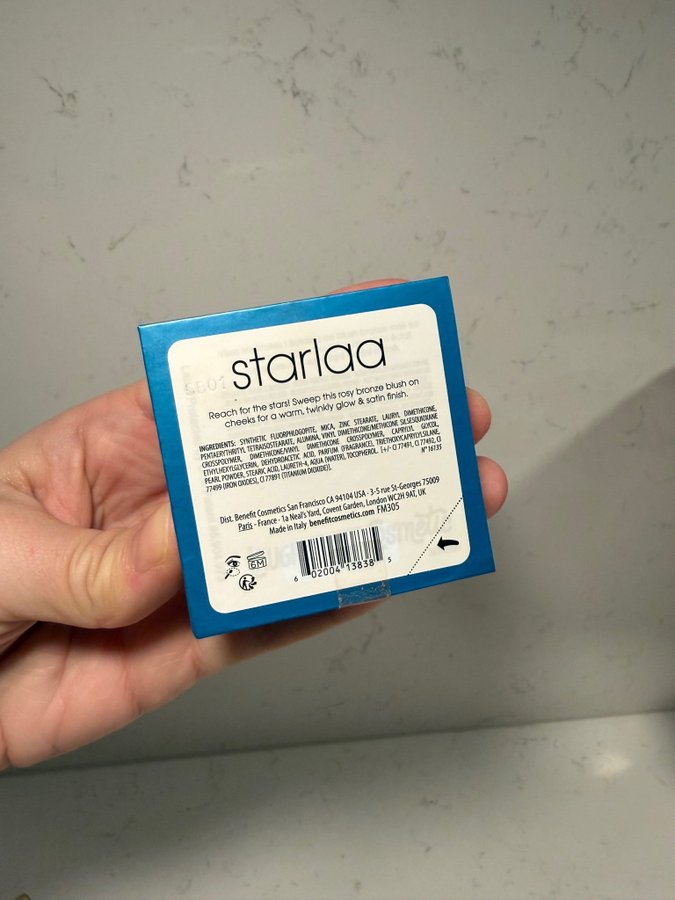 starlaa
Reach for the stars! Sweep this rosy bronze blush on
cheeks for a warm, twinkly glow & satin finish.
INGREDIENTS: SYNTHETIC FLUORPHLOGOPITE, MICA, ZINC STEARATE, LAURYL DIMETHICONE,
PENTAERYTHRITYL TETRAISOSTEARATE, ALUMINA, VINYL DIMETHICONE/METHICONE SILSESQUIOXANE
CROSSPOLYMER, DIMETHICONE/VINYL DIMETHICONE CROSSPOLYMER, CAPRYLYL GLYCOL,
ETHYLHEXYLGLYCERIN, DEHYDROACETIC ACID, PARFUM (FRAGRANCE), TRIETHOXYCAPRYLYLSILANE,
PEARL POWDER, STEARIC ACID, LAURETH-4, AQUA (WATER), TOCOPHEROL. [+/- CI 77491, CI 77492, CI
77499 (IRON OXIDES), CI 77891 (TITANIUM DIOXIDE)]. N° 16135
Dist. Benefit Cosmetics San Francisco CA 94104 USA · 3-5 rue St-Georges 75009
Paris - France · 1a Neal's Yard, Covent Garden, London WC2H 9AT, UK
Made in Italy benefitcosmetics.com FM305
6M
6 02004 13838 5